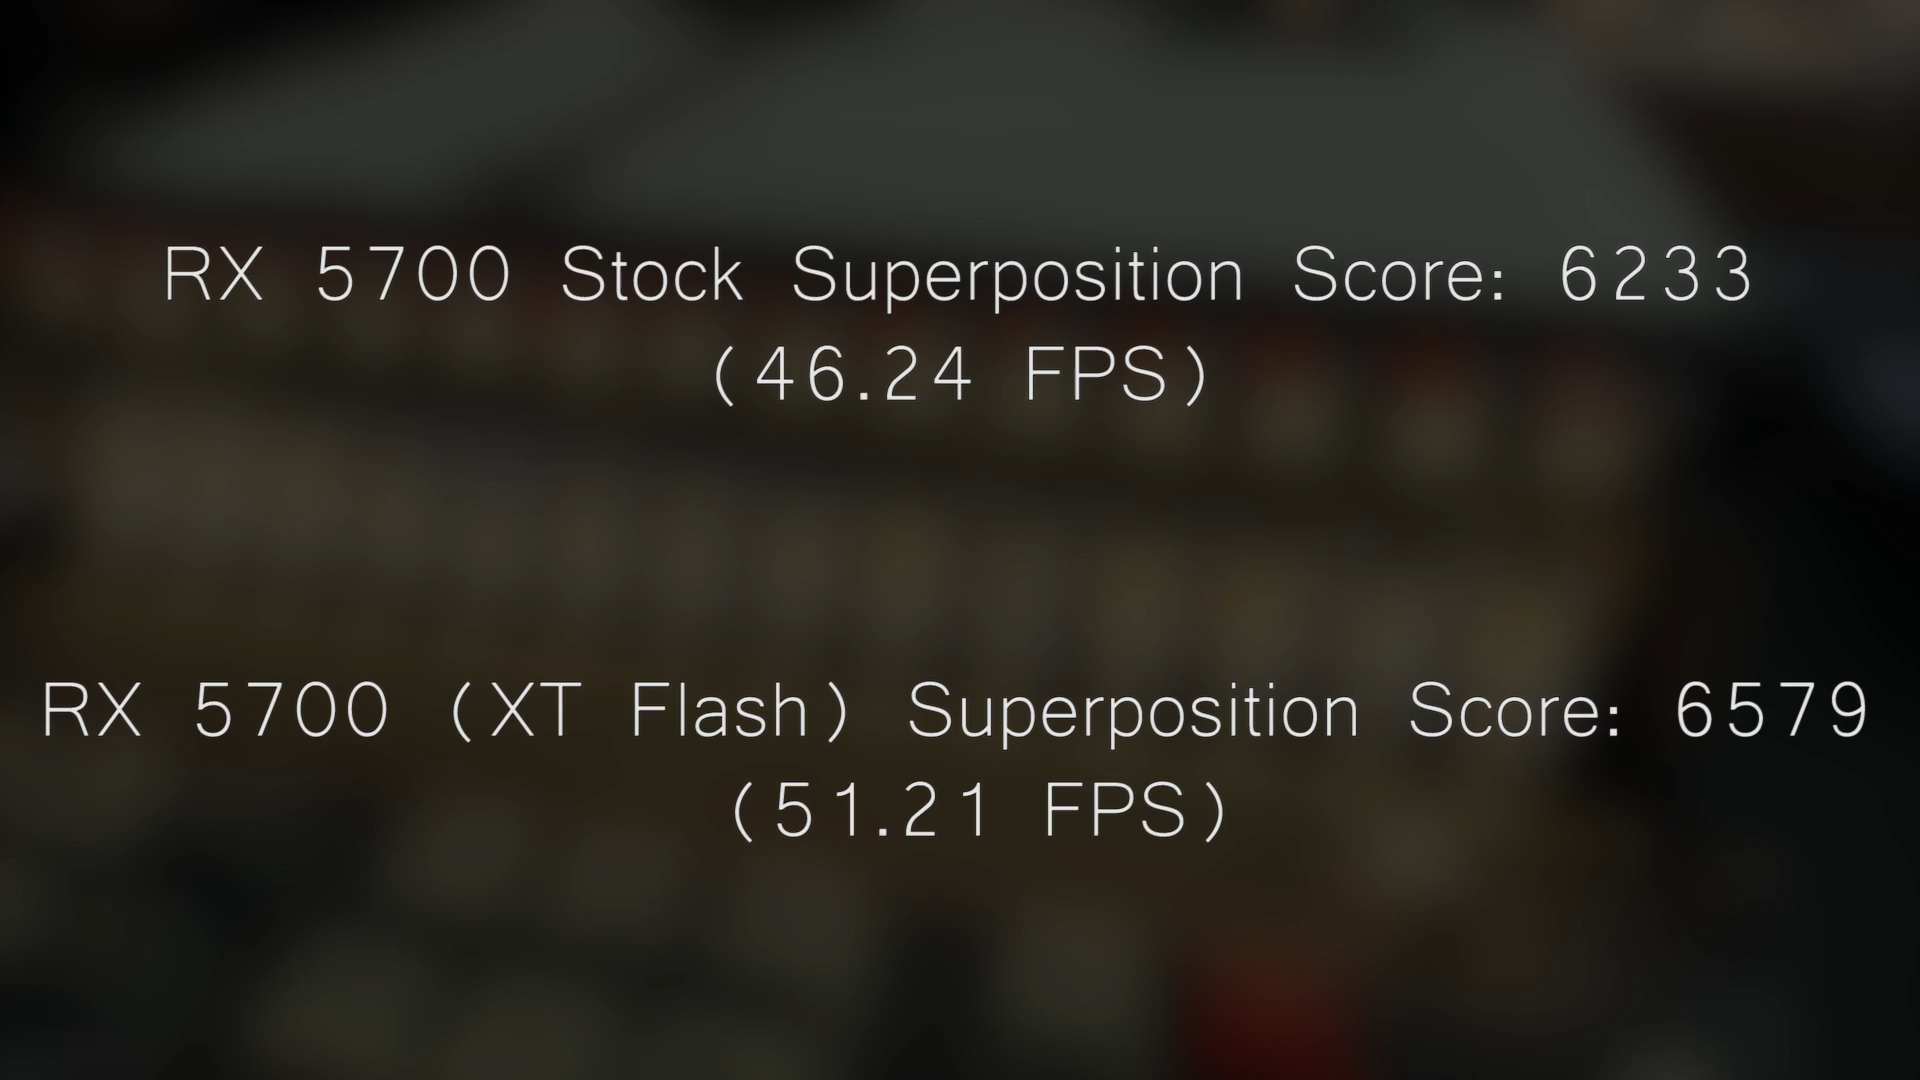 RX 5700 Stock Superposition Score: 6233
(46.24 FPS)
RX 5700 (XT Flash) Superposition Score: 6579
(51.21 FPS)